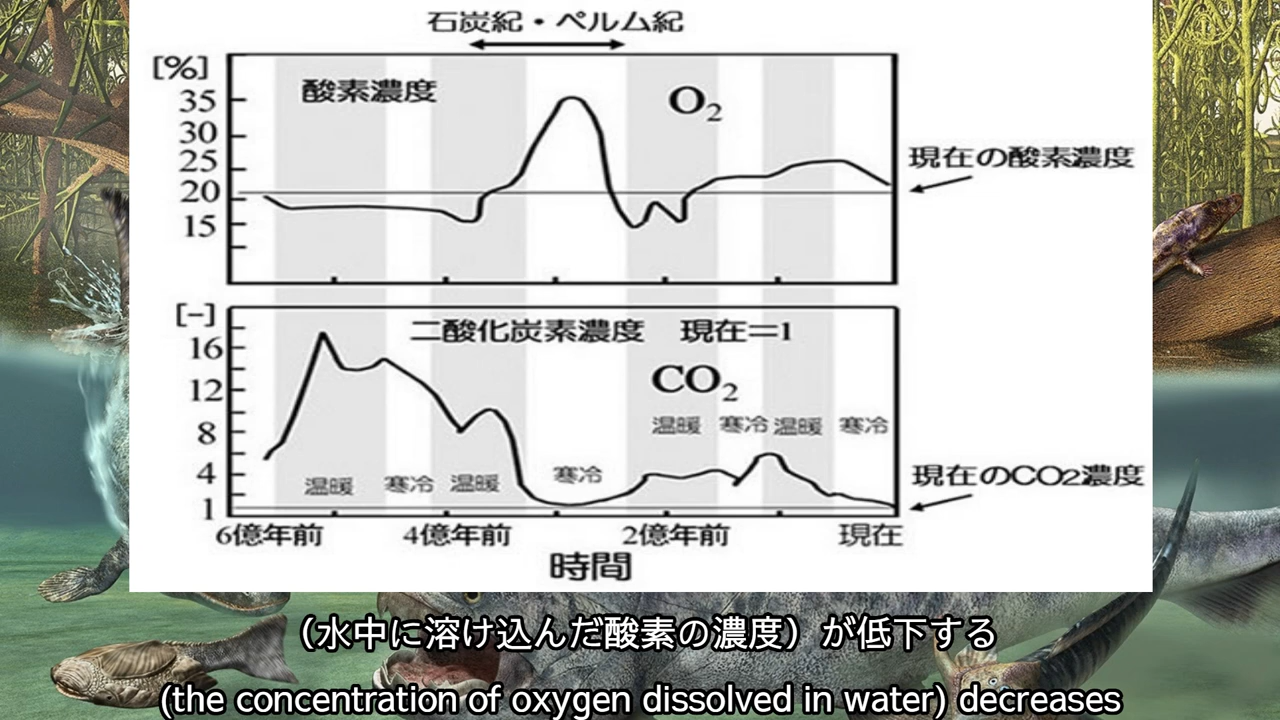 石炭紀・ペルム紀
[%]
酸素濃度
O₂
35
30
25
20
15
現在の酸素濃度
[−]
二酸化炭素濃度 現在＝1
CO₂
16
12
8
4
1
温暖 寒冷 温暖 寒冷 温暖 寒冷 温暖 寒冷
現在のCO2濃度
6億年前 4億年前 2億年前 現在
時間
（水中に溶け込んだ酸素の濃度）が低下する
(the concentration of oxygen dissolved in water) decreases